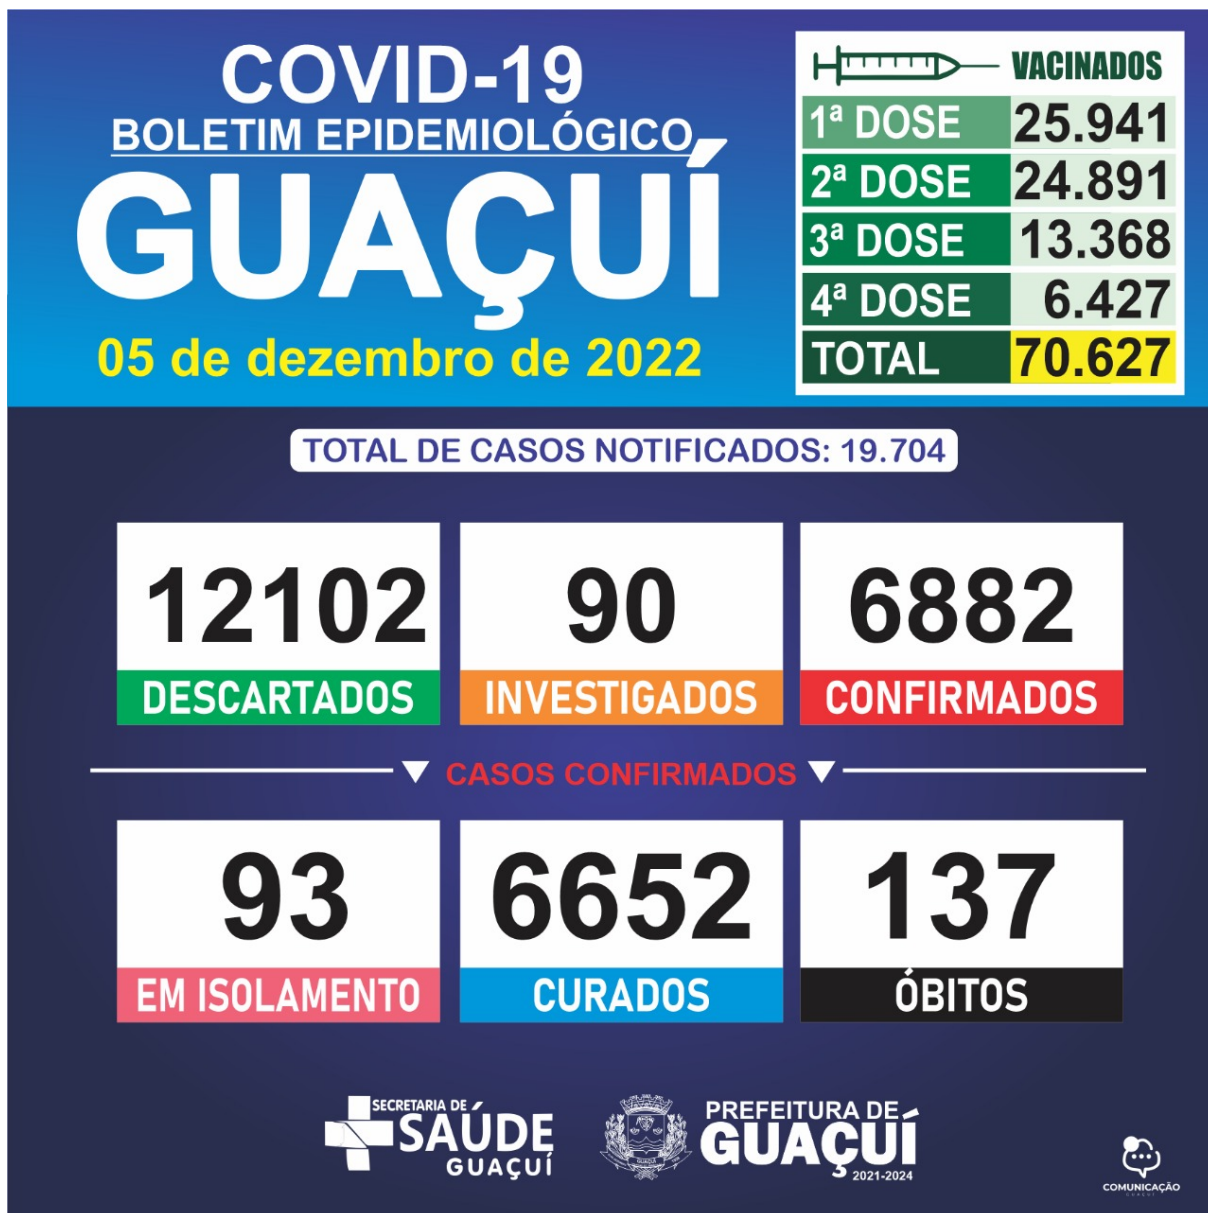 COVID-19
BOLETIM EPIDEMIOLÓGICO
GUAÇUÍ
05 de dezembro de 2022
VACINADOS
1ª DOSE 25.941
2ª DOSE 24.891
3ª DOSE 13.368
4ª DOSE 6.427
TOTAL 70.627
TOTAL DE CASOS NOTIFICADOS: 19.704
12102
DESCARTADOS
90
INVESTIGADOS
6882
CONFIRMADOS
CASOS CONFIRMADOS
93
EM ISOLAMENTO
6652
CURADOS
137
ÓBITOS
SECRETARIA DE
SAÚDE
GUAÇUÍ
PREFEITURA DE
GUAÇUÍ
2021-2024
COMUNICAÇÃO
GUAÇUÍ